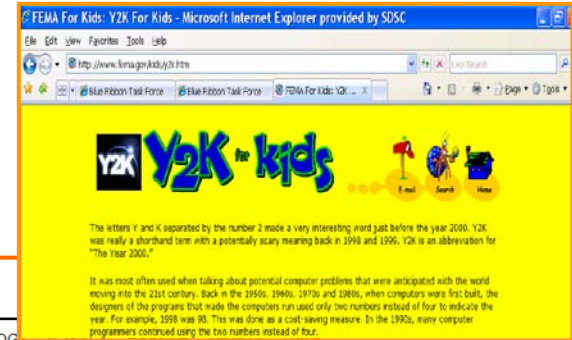 FEMA For Kids: Y2K For Kids - Microsoft Internet Explorer provided by SDSC
File Edit View Favorites Tools Help
http://www.fema.gov/kids/y2k.htm
Live Search
Blue Ribbon Task Force Blue Ribbon Task Force FEMA For Kids: Y2K ... X
Page Tools
Y2K Y2K for kids
E-mail Search Home
The letters Y and K separated by the number 2 made a very interesting word just before the year 2000. Y2K
was really a shorthand term with a potentially scary meaning back in 1998 and 1999. Y2K is an abbreviation for
"The Year 2000."
It was most often used when talking about potential computer problems that were anticipated with the world
moving into the 21st century. Back in the 1950s, 1960s, 1970s and 1980s, when computers were first built, the
designers of the programs that made the computers run used only two numbers instead of four to indicate the
year. For example, 1998 was 98. This was done as a cost-saving measure. In the 1990s, many computer
programmers continued using the two numbers instead of four.